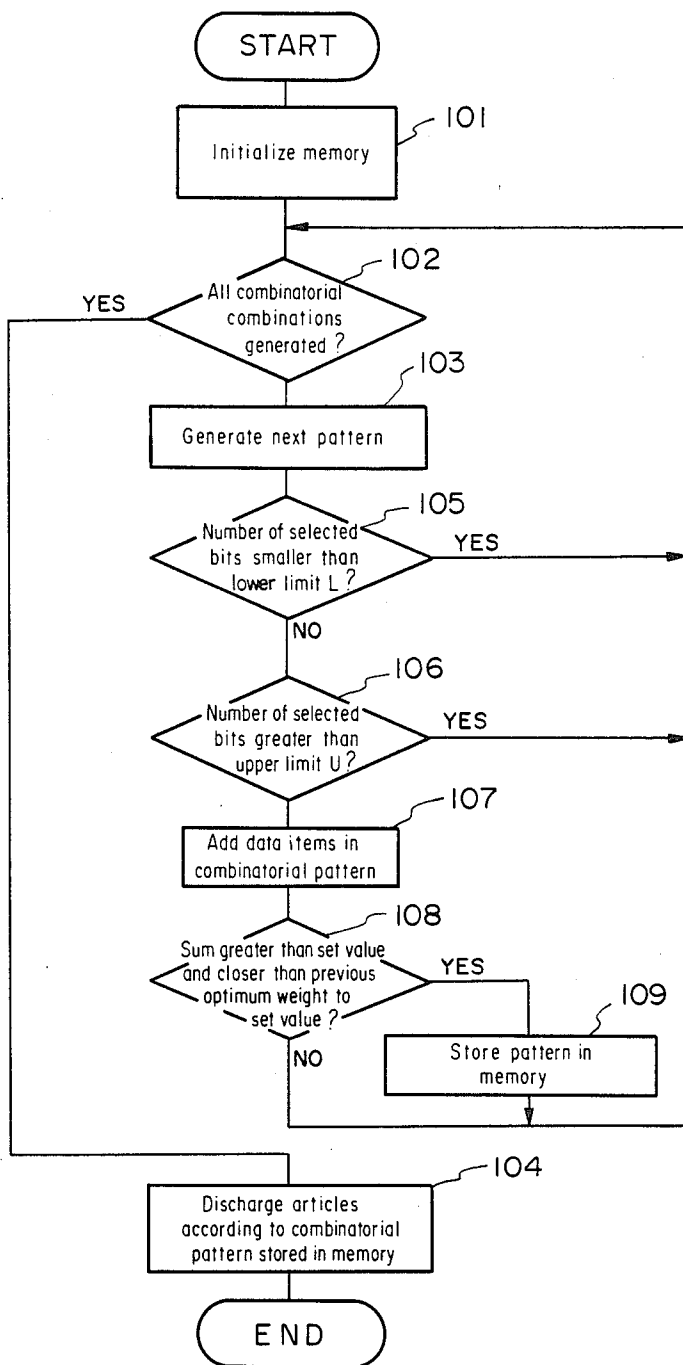 START
101
Initialize memory
102
YES
All combinatorial
combinations
generated ?
103
Generate next pattern
105
Number of selected
bits smaller than
lower limit L ?
YES
NO
106
Number of selected
bits greater than
upper limit U ?
YES
107
Add data items in
combinatorial pattern
108
Sum greater than set value
and closer than previous
optimum weight to
set value ?
YES
NO
109
Store pattern in
memory
104
Discharge articles
according to combinatorial
pattern stored in memory
END